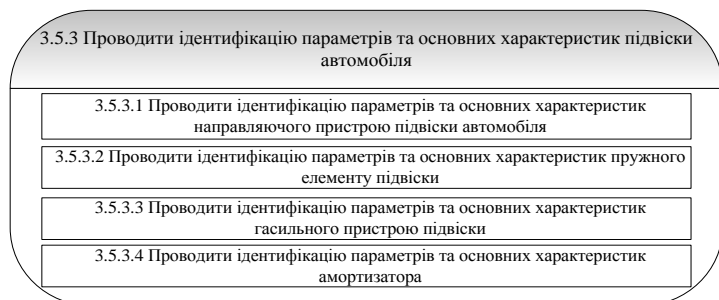 3.5.3 Проводити ідентифікацію параметрів та основних характеристик підвіски
автомобіля
3.5.3.1 Проводити ідентифікацію параметрів та основних характеристик
направляючого пристрою підвіски автомобіля
3.5.3.2 Проводити ідентифікацію параметрів та основних характеристик пружного
елементу підвіски
3.5.3.3 Проводити ідентифікацію параметрів та основних характеристик
гасильного пристрою підвіски
3.5.3.4 Проводити ідентифікацію параметрів та основних характеристик
амортизатора